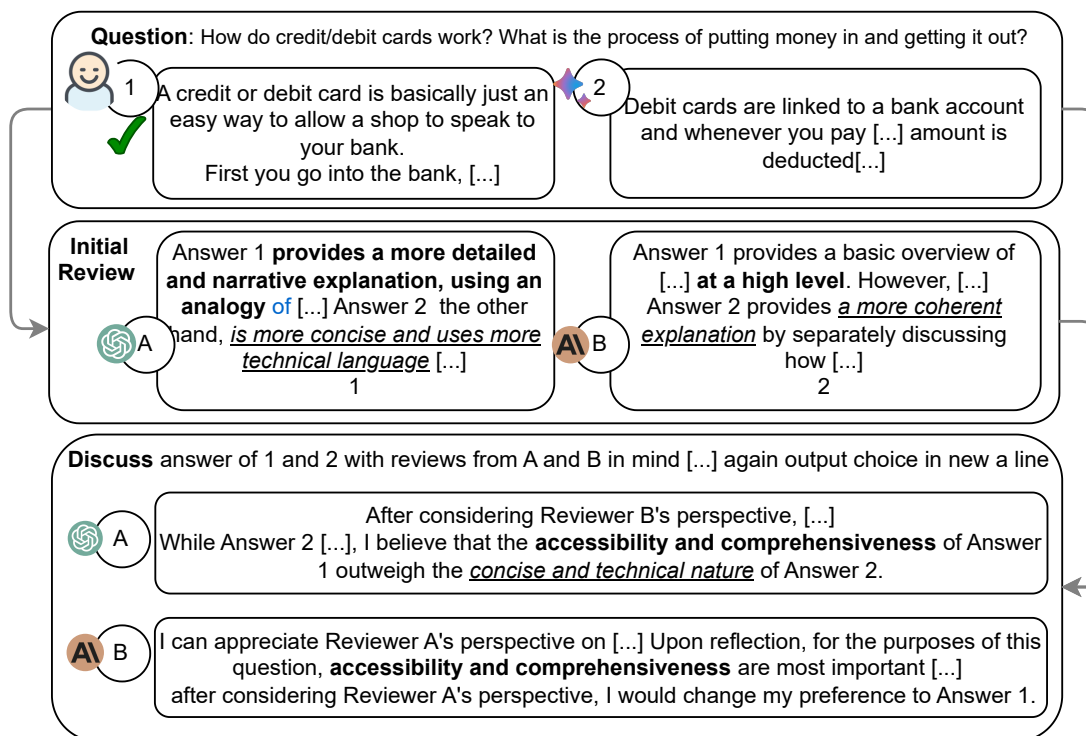 Question: How do credit/debit cards work? What is the process of putting money in and getting it out?
1
A credit or debit card is basically just an
easy way to allow a shop to speak to
your bank.
First you go into the bank, [...]
2
Debit cards are linked to a bank account
and whenever you pay [...] amount is
deducted[...]
Initial
Review
A
Answer 1 provides a more detailed
and narrative explanation, using an
analogy of [...] Answer 2 the other
hand, is more concise and uses more
technical language [...]
1
B
Answer 1 provides a basic overview of
[...] at a high level. However, [...]
Answer 2 provides a more coherent
explanation by separately discussing
how [...]
2
Discuss answer of 1 and 2 with reviews from A and B in mind [...] again output choice in new a line
A
After considering Reviewer B's perspective, [...]
While Answer 2 [...], I believe that the accessibility and comprehensiveness of Answer
1 outweigh the concise and technical nature of Answer 2.
B
I can appreciate Reviewer A's perspective on [...] Upon reflection, for the purposes of this
question, accessibility and comprehensiveness are most important [...]
after considering Reviewer A's perspective, I would change my preference to Answer 1.